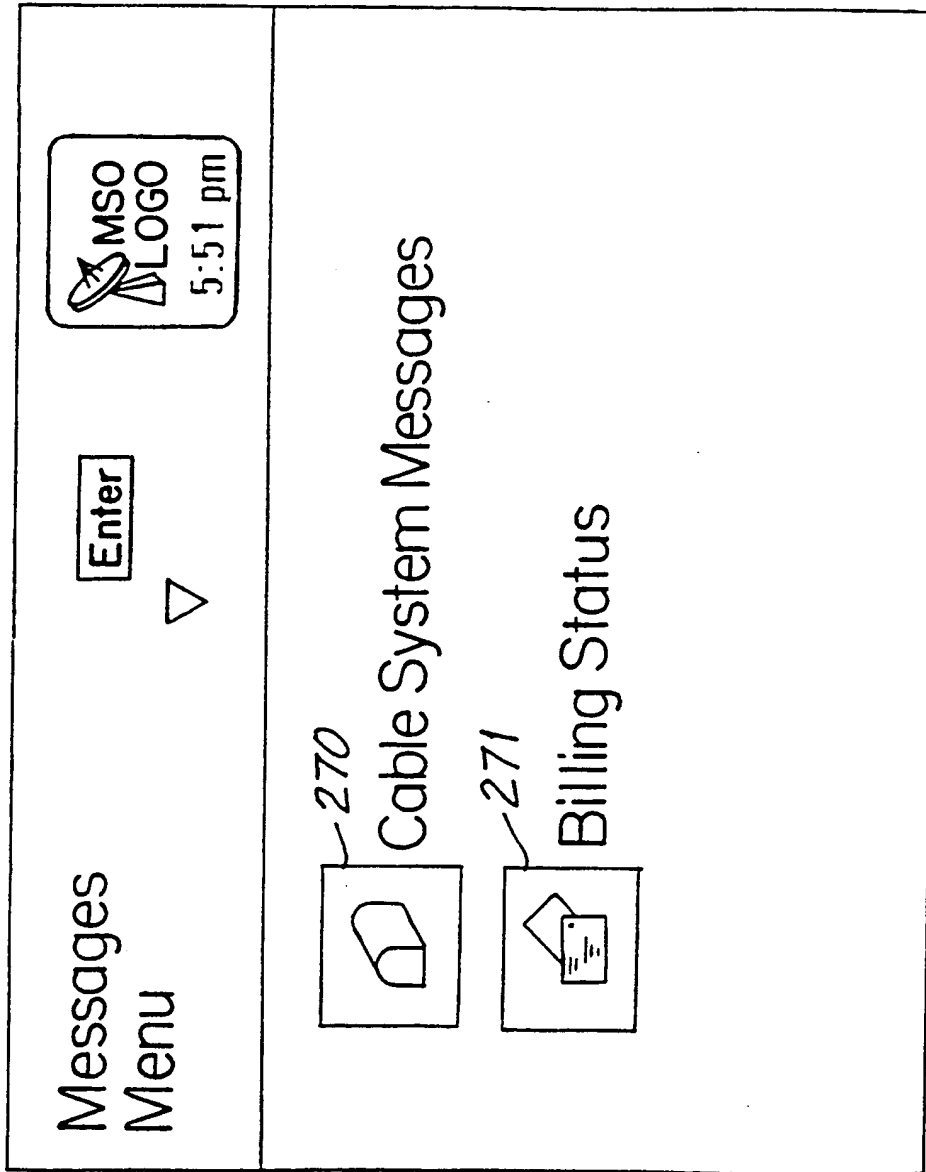 Messages
Menu
Enter
MSO
LOGO
5:51 pm
270
Cable System Messages
271
Billing Status